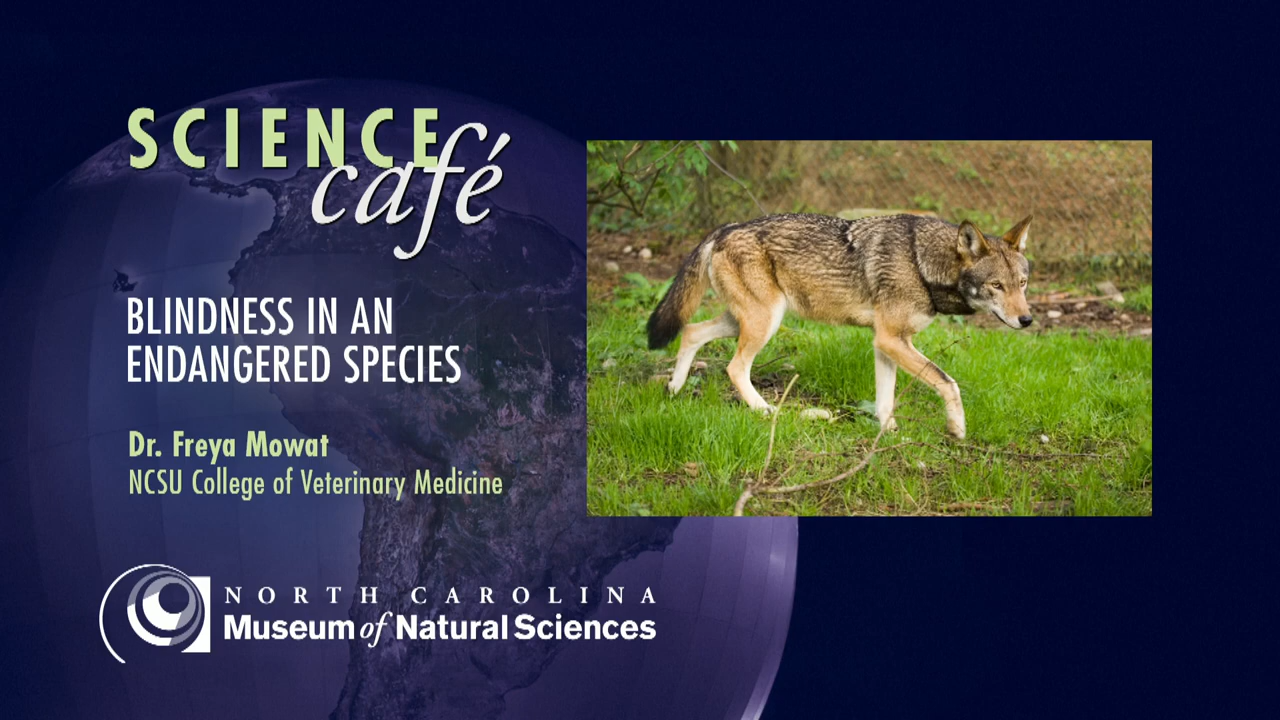 SCIENCE
café
BLINDNESS IN AN
ENDANGERED SPECIES
Dr. Freya Mowat
NCSU College of Veterinary Medicine
NORTH CAROLINA
Museum of Natural Sciences